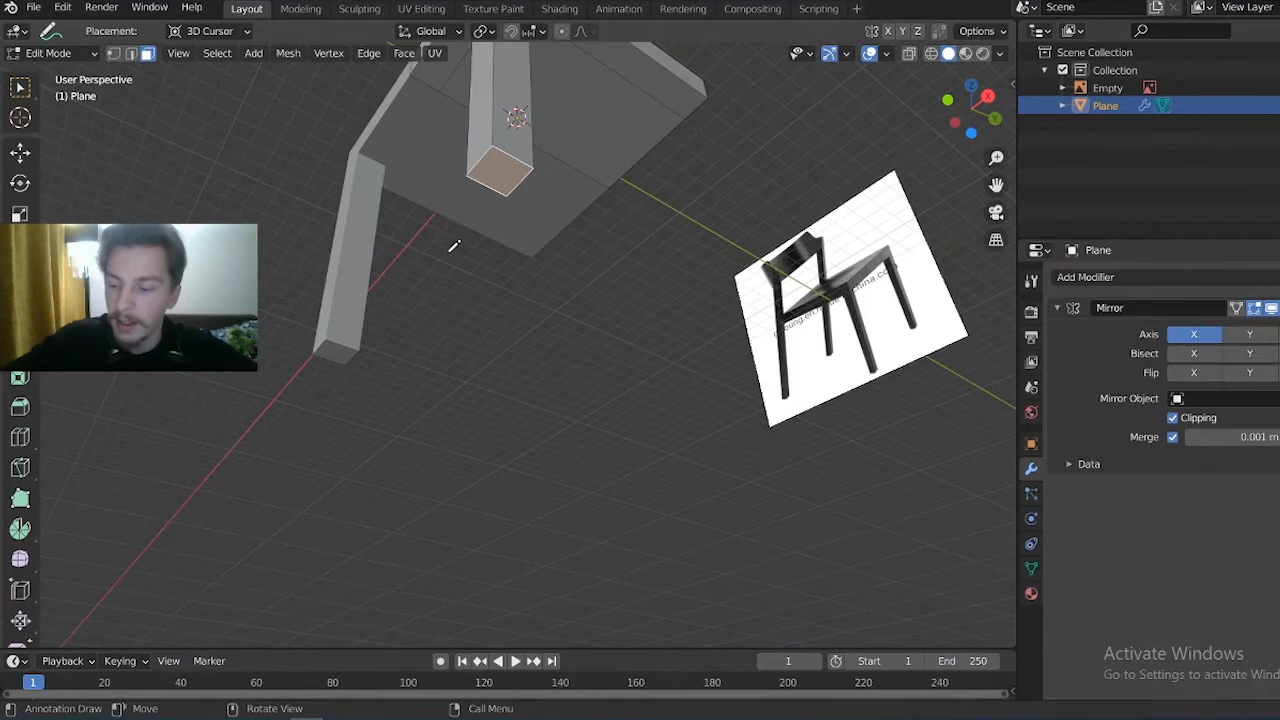 File Edit Render Window Help Layout Modeling Sculpting UV Editing Texture Paint Shading Animation Rendering Compositing Scripting + Scene View Layer
Placement: 3D Cursor Global X Y Z Options
Edit Mode View Select Add Mesh Vertex Edge Face UV
User Perspective
(1) Plane
Scene Collection
Collection
Empty
Plane
X
Y
Plane
Add Modifier
Mirror
Axis X Y
Bisect X Y
Flip X Y
Mirror Object
Clipping
Merge 0.001 m
Data
Activate Windows
Go to Settings to activate Wind
Playback Keying View Marker 1 Start 1 End 250
1 20 40 60 80 100 120 140 160 180 200 220 240
Annotation Draw Move Rotate View Call Menu